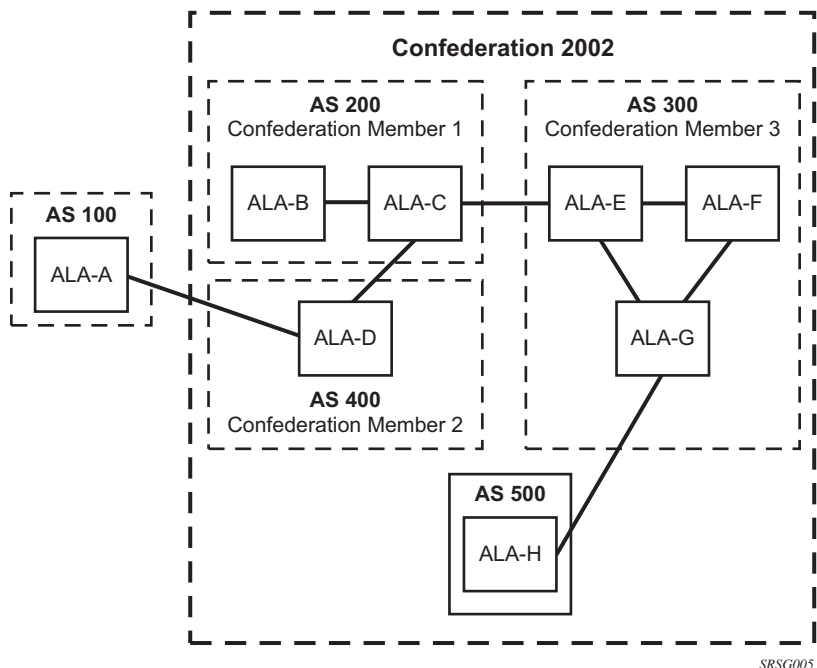 Confederation 2002
AS 200
Confederation Member 1
ALA-B
ALA-C
AS 300
Confederation Member 3
ALA-E
ALA-F
ALA-G
AS 100
ALA-A
ALA-D
AS 400
Confederation Member 2
AS 500
ALA-H
SRSG005